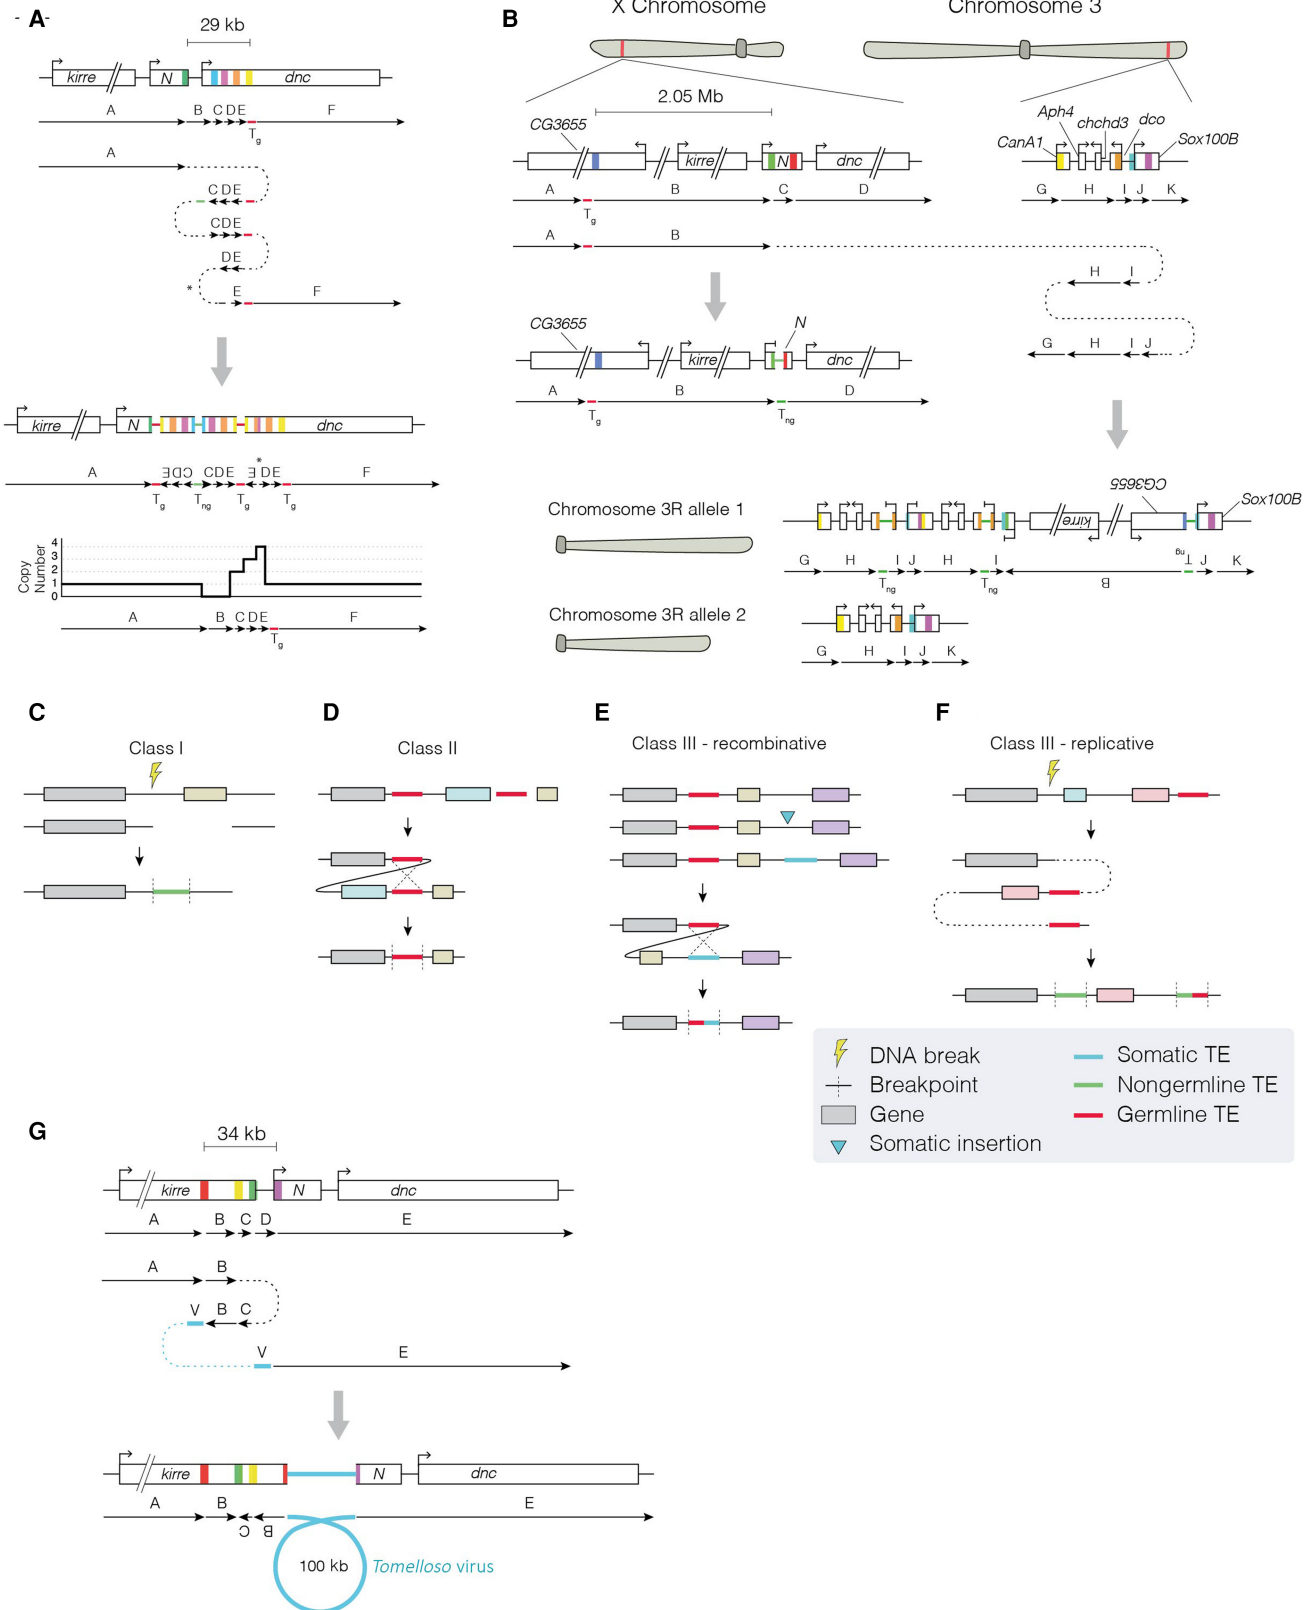 - A-
29 kb
kirre N dnc
A B C D E F
Tg
A
C D E
C D E
D E
* E F
kirre N dnc
*
A E D C C D E E D E F
Tg Tng Tg Tg
Copy Number
4
3
2
1
0
A B C D E F
Tg
B
X Chromosome Chromosome 3
2.05 Mb
CG3655 kirre N dnc
Aph4 chchd3 dco
CanA1 Sox100B
A B C D
Tg
G H I J K
A B
H I
G H I J
CG3655 N
kirre dnc
A B D
Tg Tng
Chromosome 3R allele 1
CG3655
kirre Sox100B
G H I J H I B Tng J K
Tng Tng
Chromosome 3R allele 2
G H I J K
C
Class I
D
Class II
E
Class III - recombinative
F
Class III - replicative
DNA break
Breakpoint
Gene
Somatic insertion
Somatic TE
Nongermline TE
Germline TE
G
34 kb
kirre N dnc
A B C D E
A B
V B C
V E
kirre N dnc
A B C B E
100 kb Tomelloso virus